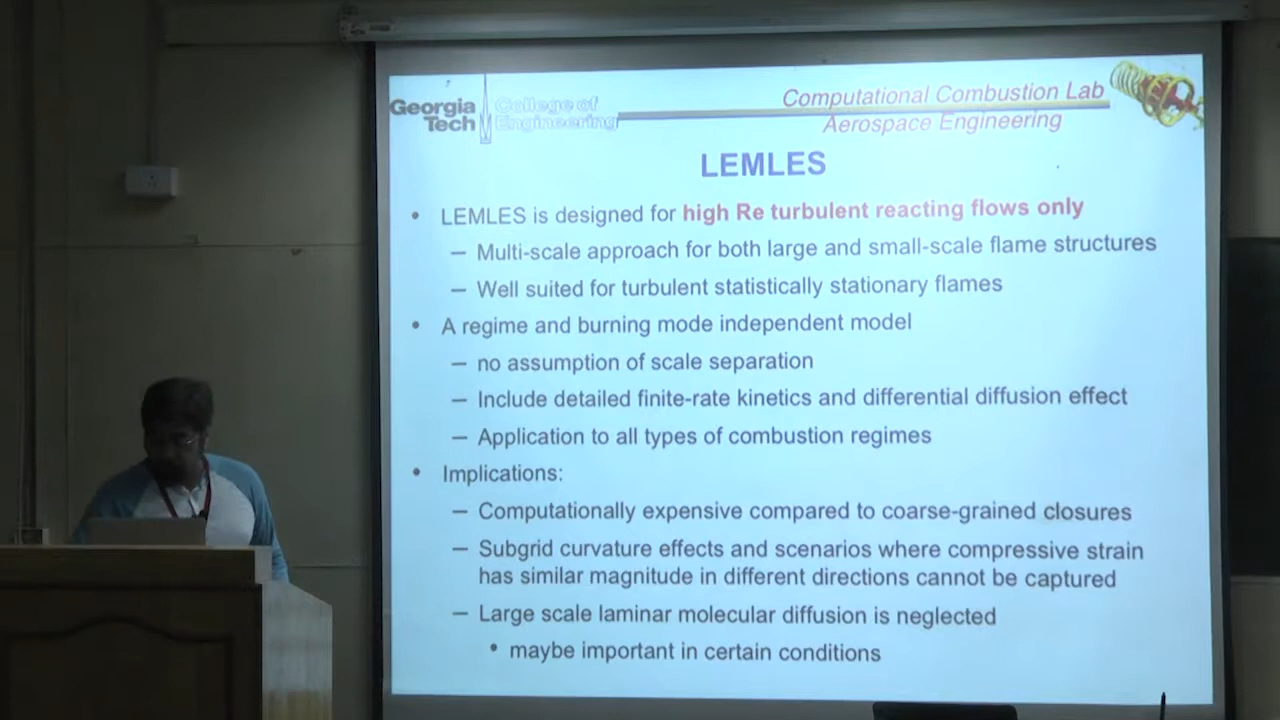 Georgia Tech
College of Engineering
Computational Combustion Lab
Aerospace Engineering
LEMLES
• LEMLES is designed for high Re turbulent reacting flows only
– Multi-scale approach for both large and small-scale flame structures
– Well suited for turbulent statistically stationary flames
• A regime and burning mode independent model
– no assumption of scale separation
– Include detailed finite-rate kinetics and differential diffusion effect
– Application to all types of combustion regimes
• Implications:
– Computationally expensive compared to coarse-grained closures
– Subgrid curvature effects and scenarios where compressive strain
has similar magnitude in different directions cannot be captured
– Large scale laminar molecular diffusion is neglected
• maybe important in certain conditions